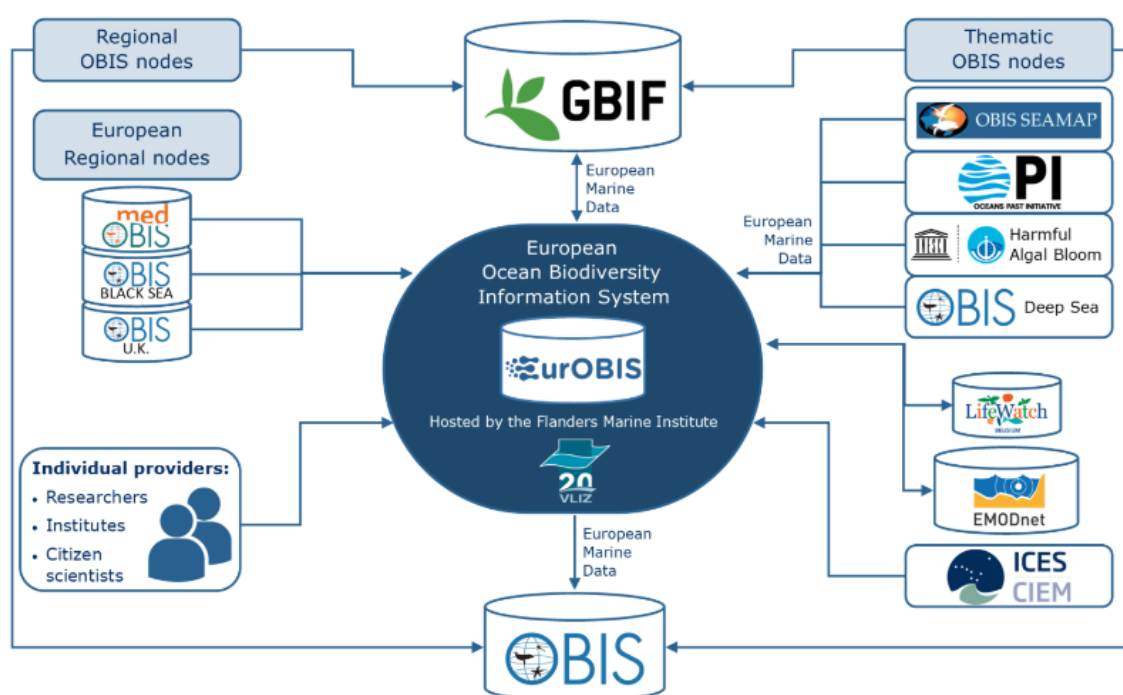 Regional
OBIS nodes
GBIF
Thematic
OBIS nodes
European
Regional nodes
med
OBIS
OBIS
BLACK SEA
OBIS
U.K.
European
Marine
Data
OBIS SEAMAP
OPI
OCEANS PAST INITIATIVE
Harmful
Algal Bloom
OBIS Deep Sea
European
Marine
Data
European
Ocean Biodiversity
Information System
EurOBIS
Hosted by the Flanders Marine Institute
20
VLIZ
LifeWatch
BELGIUM
EMODnet
ICES
CIEM
Individual providers:
• Researchers
• Institutes
• Citizen
scientists
European
Marine
Data
OBIS